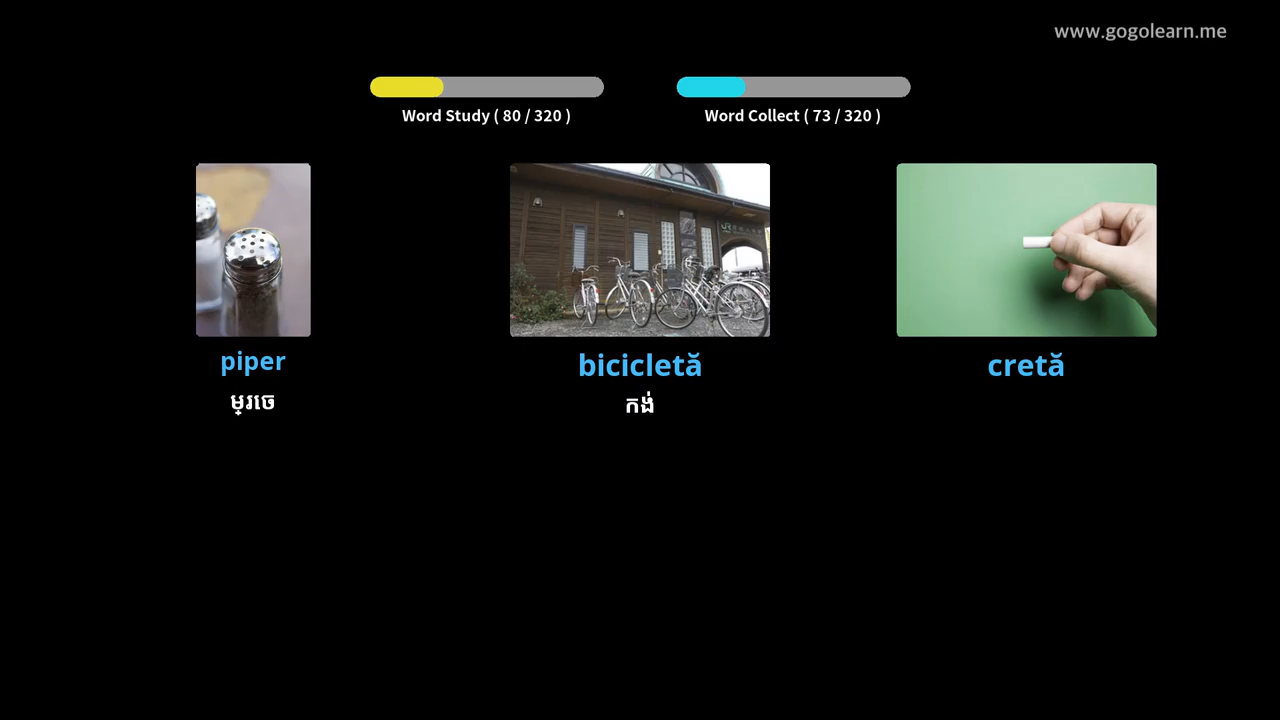 www.gogolearn.me
Word Study ( 80 / 320 )
Word Collect ( 73 / 320 )
piper
bicicletă
cretă
ម្រេច
កង់
JR